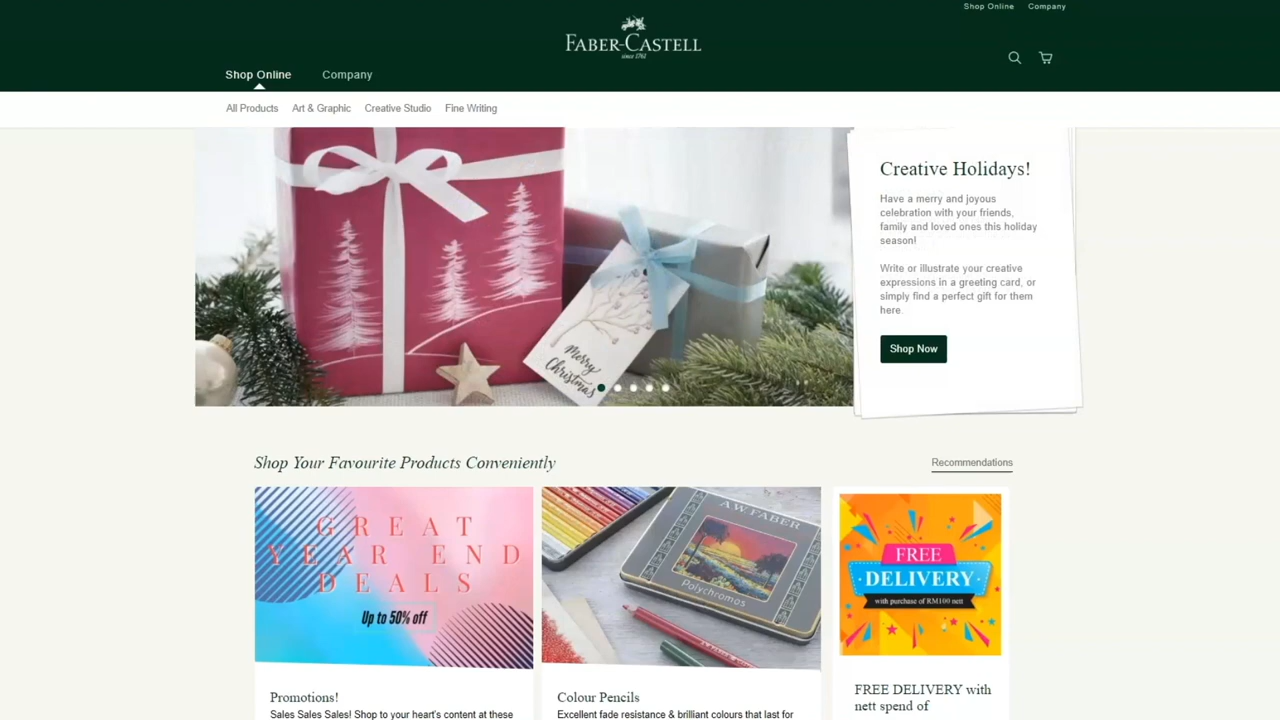 Shop Online Company
FABER-CASTELL
since 1761
Shop Online Company
All Products Art & Graphic Creative Studio Fine Writing
Creative Holidays!
Have a merry and joyous
celebration with your friends,
family and loved ones this holiday
season!
Write or illustrate your creative
expressions in a greeting card, or
simply find a perfect gift for them
here.
Shop Now
Merry
Christmas
Shop Your Favourite Products Conveniently
Recommendations
GREAT
YEAR END
DEALS
Up to 50% off
A.W.FABER
Polychromos
FREE
DELIVERY
with purchase of RM100 nett
Promotions!
Sales Sales Sales! Shop to your heart's content at these
Colour Pencils
Excellent fade resistance & brilliant colours that last for
FREE DELIVERY with
nett spend of